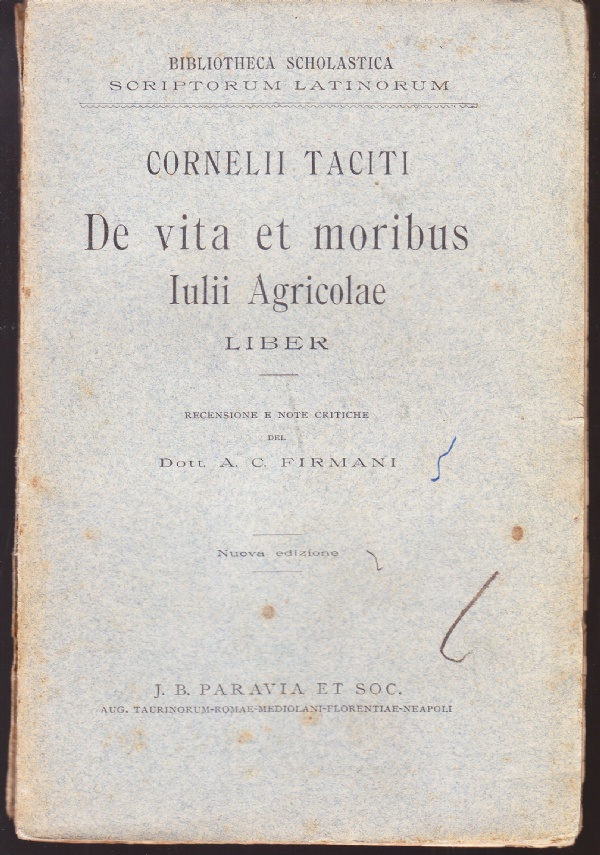 BIBLIOTHECA SCHOLASTICA
SCRIPTORUM LATINORUM
CORNELII TACITI
De vita et moribus
Iulii Agricolae
LIBER
RECENSIONE E NOTE CRITICHE
DEL
Dott. A. C. FIRMANI
Nuova edizione
J. B. PARAVIA ET SOC.
AUG. TAURINORUM-ROMAE-MEDIOLANI-FLORENTIAE-NEAPOLI